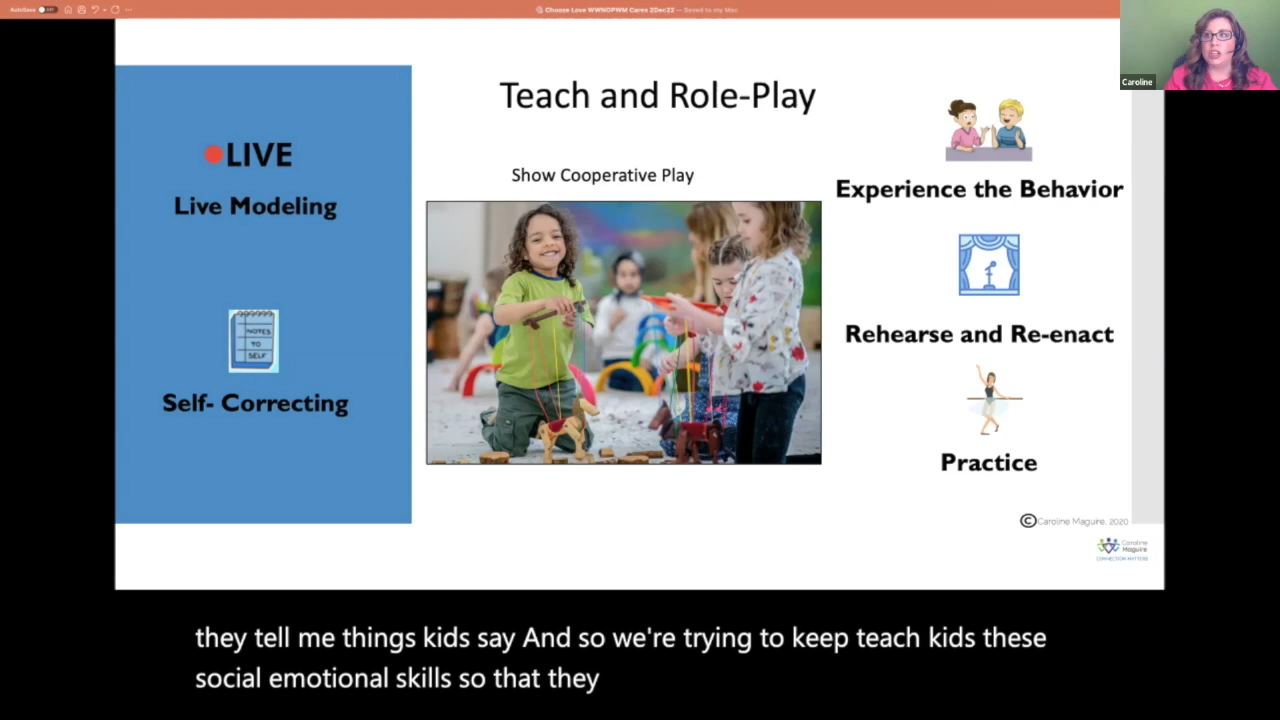 AutoSave OFF
Choose Love WWNOPWM Cares 2Dec22 — Saved to my Mac
Caroline
Teach and Role-Play
LIVE
Live Modeling
NOTES
TO
SELF
Self- Correcting
Show Cooperative Play
Experience the Behavior
Rehearse and Re-enact
Practice
©Caroline Maguire, 2020
Caroline
Maguire
CONNECTION MATTERS
they tell me things kids say And so we're trying to keep teach kids these
social emotional skills so that they